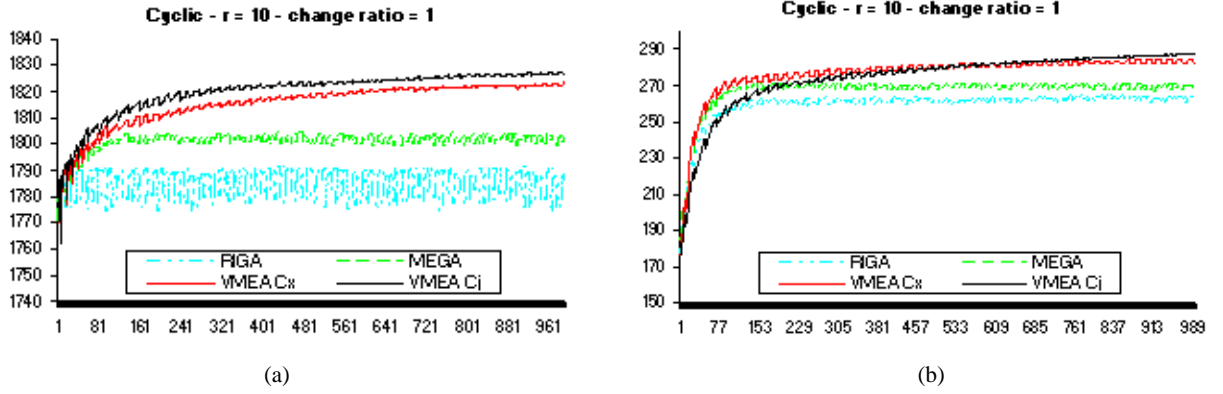 Cyclic - r = 10 - change ratio = 1
1840
1830
1820
1810
1800
1790
1780
1770
1760
1750
1740
RIGA
MEGA
VMEA Cx
VMEA Cj
1 81 161 241 321 401 481 561 641 721 801 881 961
(a)
Cyclic - r = 10 - change ratio = 1
290
270
250
230
210
190
170
150
RIGA
MEGA
VMEA Cx
VMEA Cj
1 77 153 229 305 381 457 533 609 685 761 837 913 989
(b)